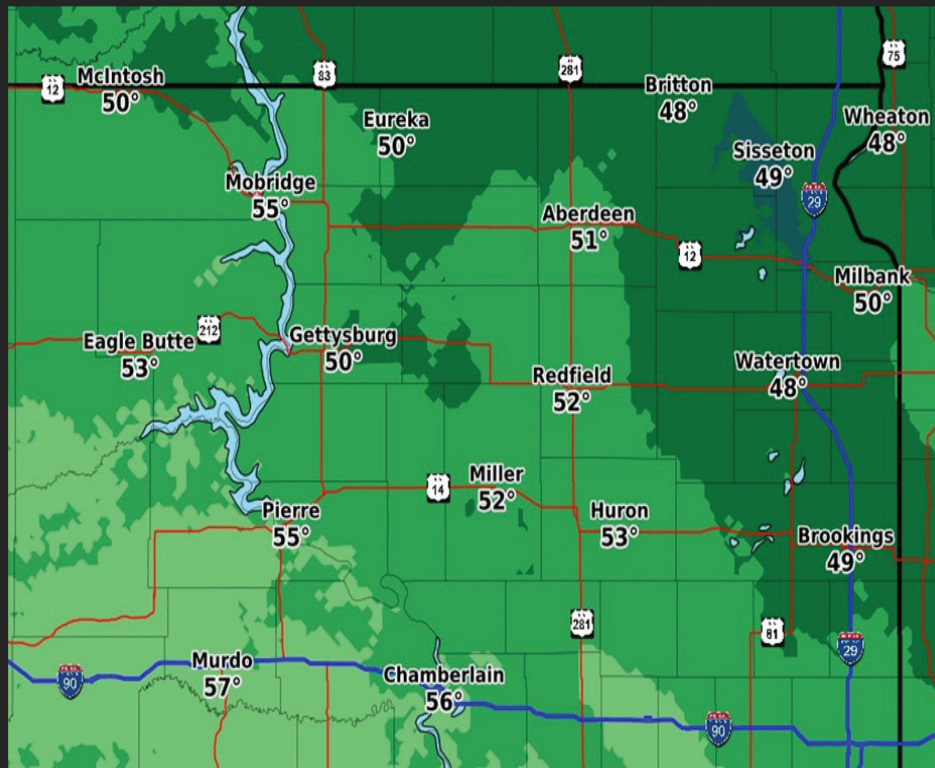 75
83
281
McIntosh
12
50°
Britton
48°
Eureka
50°
Wheaton
48°
Sisseton
49°
Mobridge
55°
29
Aberdeen
51°
12
Milbank
50°
212
Eagle Butte
53°
Gettysburg
50°
Watertown
48°
Redfield
52°
Miller
52°
14
Pierre
55°
Huron
53°
Brookings
49°
281
81
29
Murdo
57°
90
Chamberlain
56°
90